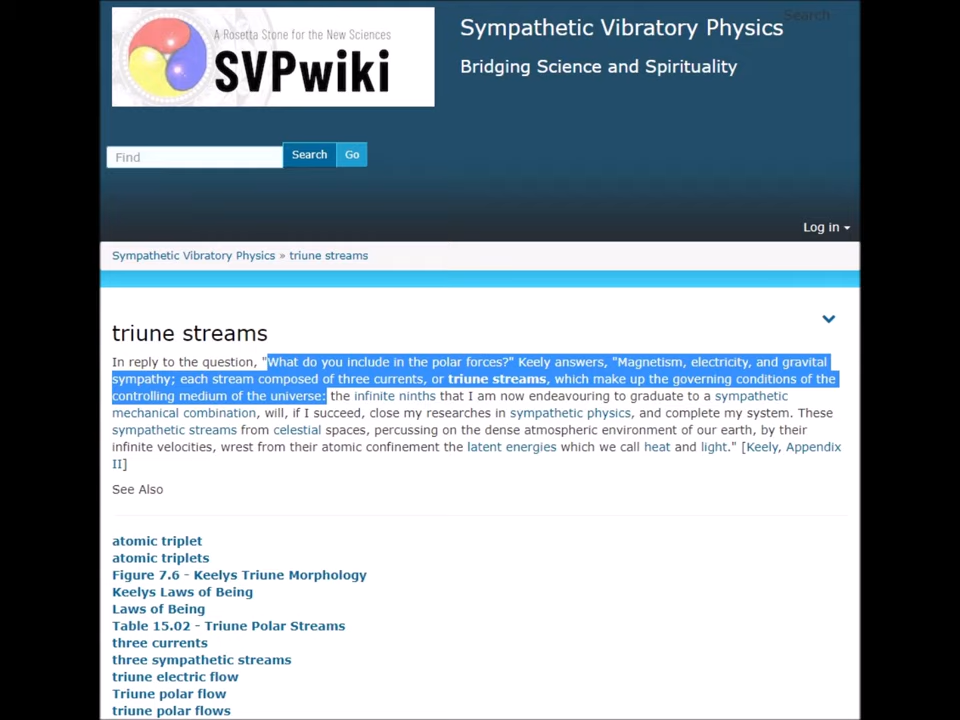 Search
A Rosetta Stone for the New Sciences
SVPwiki
Sympathetic Vibratory Physics
Bridging Science and Spirituality
Find
Search
Go
Log in
Sympathetic Vibratory Physics » triune streams
triune streams
In reply to the question, "What do you include in the polar forces?" Keely answers, "Magnetism, electricity, and gravital
sympathy; each stream composed of three currents, or triune streams, which make up the governing conditions of the
controlling medium of the universe: the infinite ninths that I am now endeavouring to graduate to a sympathetic
mechanical combination, will, if I succeed, close my researches in sympathetic physics, and complete my system. These
sympathetic streams from celestial spaces, percussing on the dense atmospheric environment of our earth, by their
infinite velocities, wrest from their atomic confinement the latent energies which we call heat and light." [Keely, Appendix
II]
See Also
atomic triplet
atomic triplets
Figure 7.6 - Keelys Triune Morphology
Keelys Laws of Being
Laws of Being
Table 15.02 - Triune Polar Streams
three currents
three sympathetic streams
triune electric flow
Triune polar flow
triune polar flows